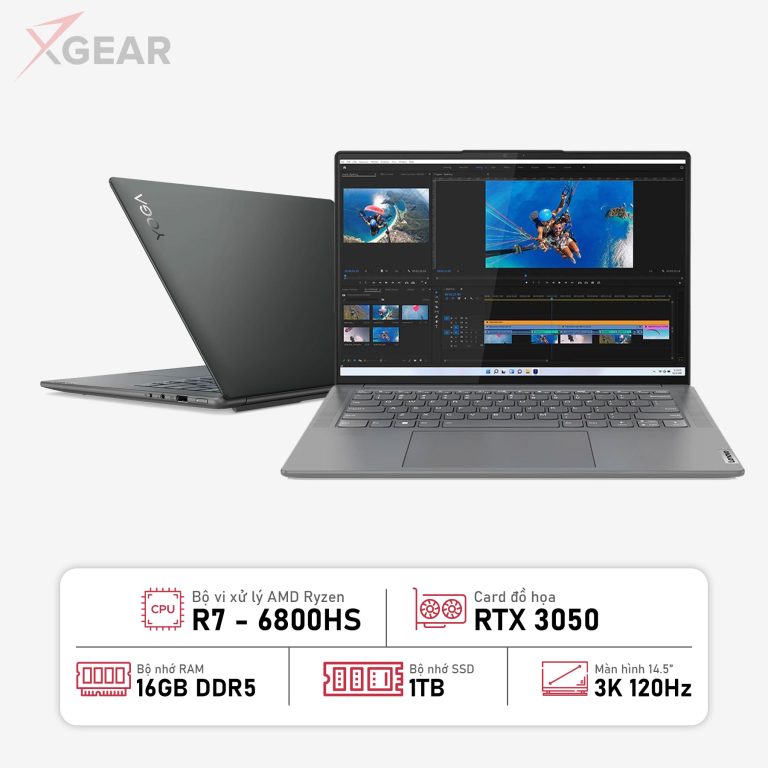 XGEAR
YOGA
Lenovo
Bộ vi xử lý AMD Ryzen
CPU
R7 - 6800HS
Card đồ họa
RTX 3050
Bộ nhớ RAM
16GB DDR5
Bộ nhớ SSD
1TB
Màn hình 14.5"
3K 120Hz